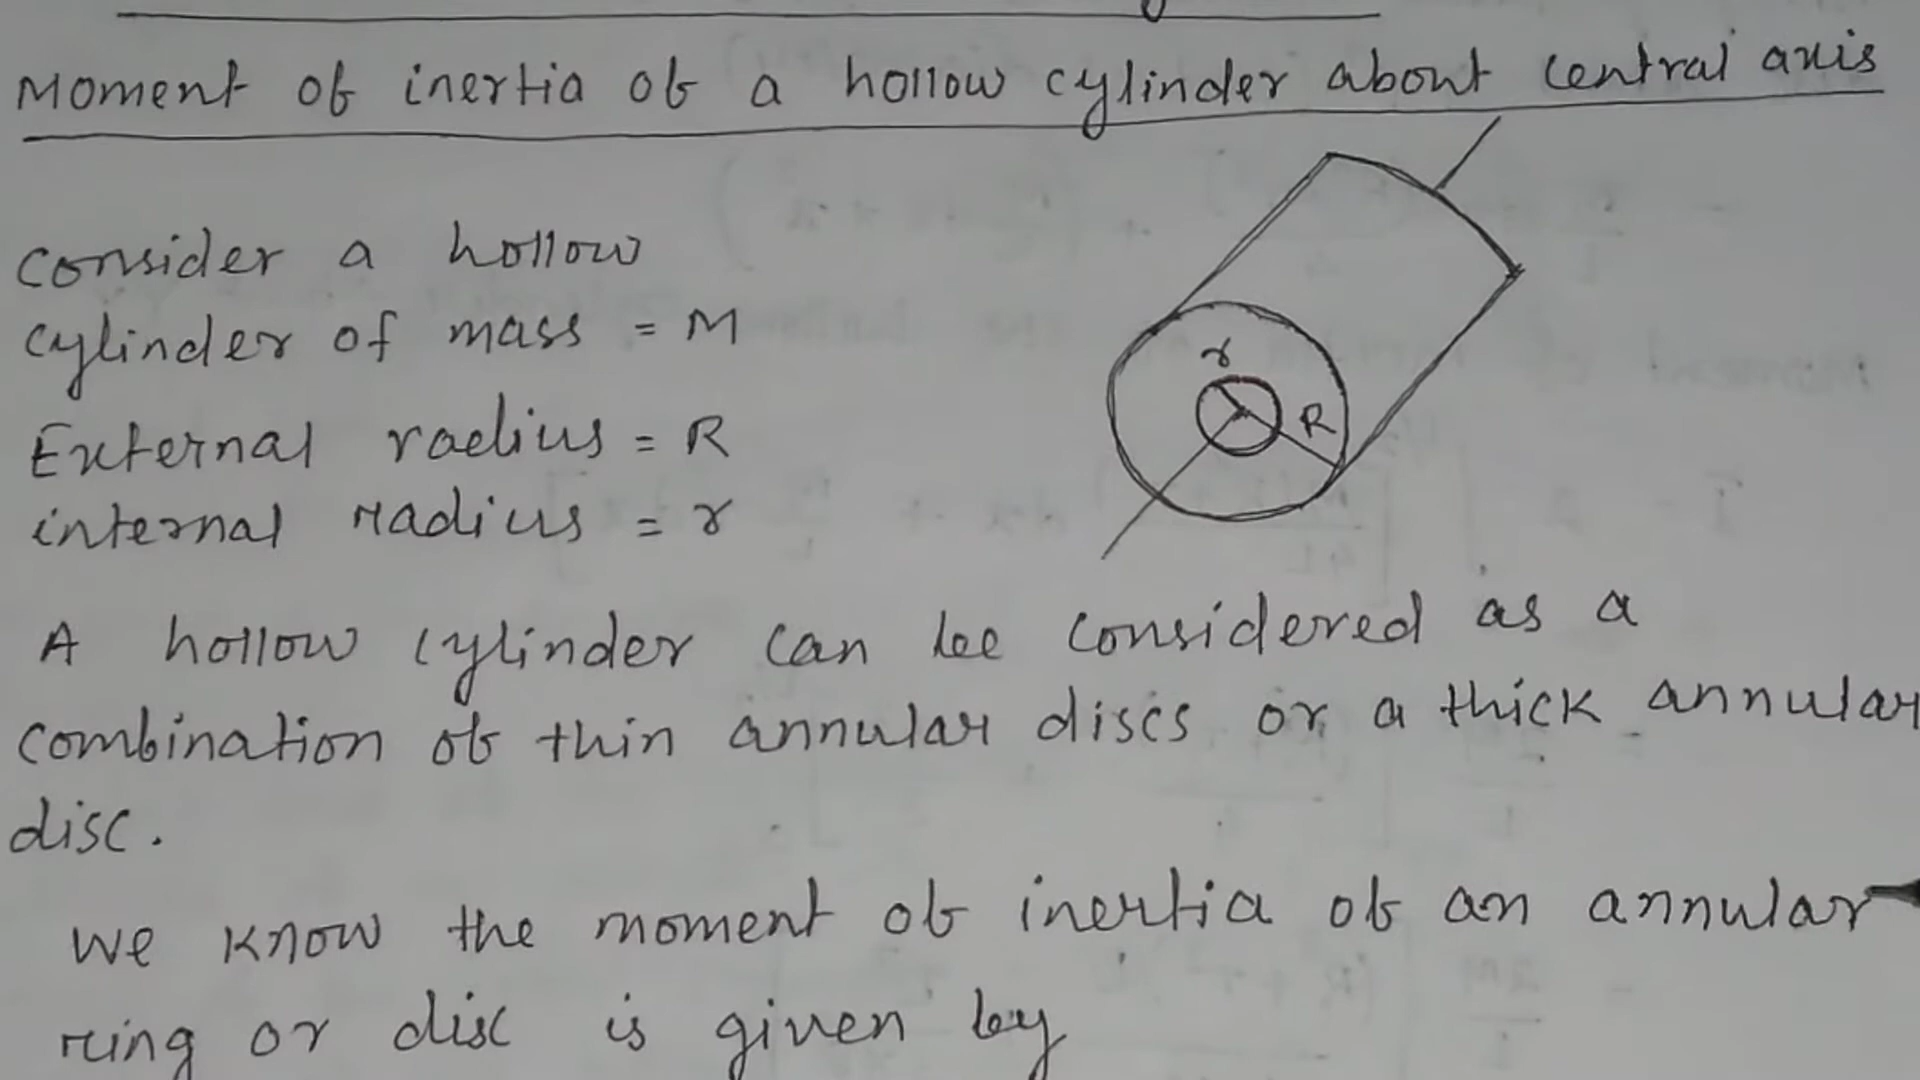 Moment of inertia of a hollow cylinder about central axis
Consider a hollow
cylinder of mass = M
External radius = R
internal radius = r
r
R
A hollow cylinder can be considered as a
combination of thin annular discs or a thick annular
disc.
We know the moment of inertia of an annular
ring or disc is given by